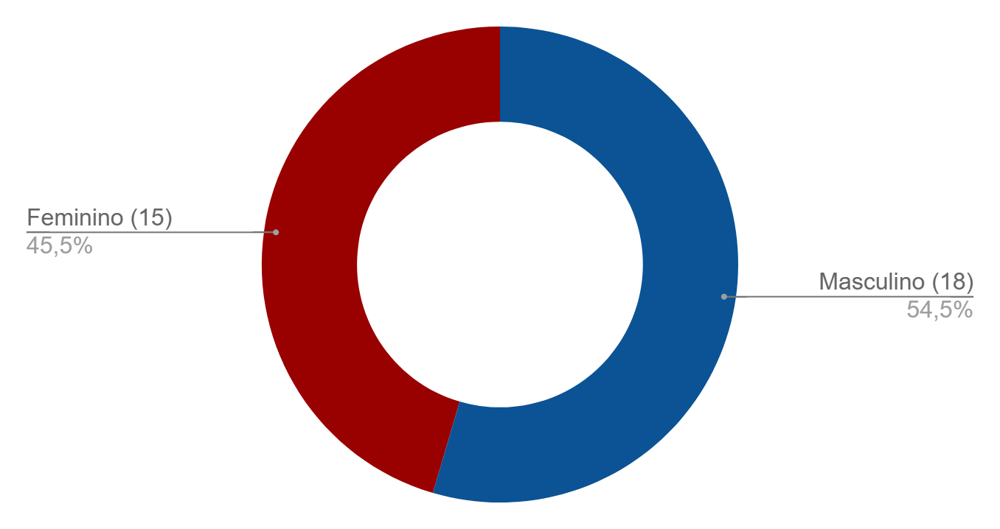 Feminino (15)
45,5%
Masculino (18)
54,5%